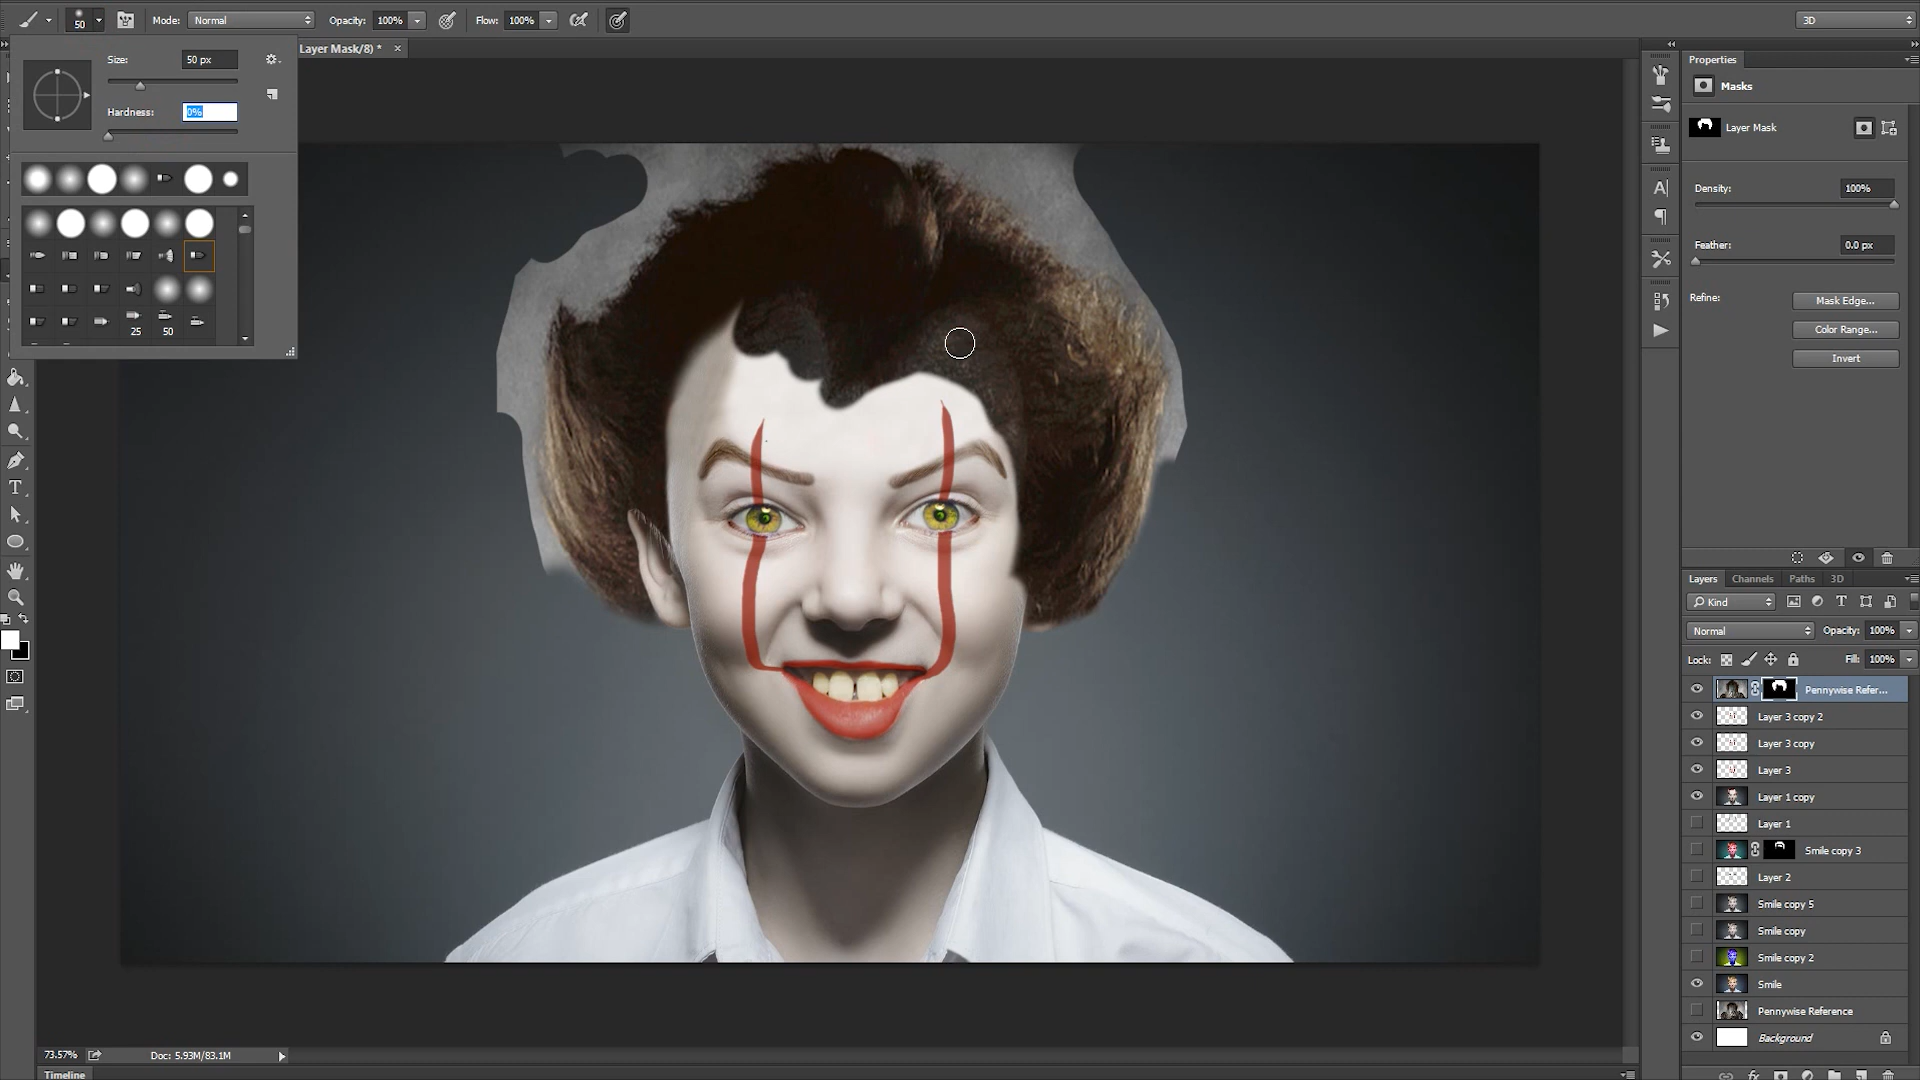 50
Mode:
Normal
Opacity:
100%
Flow:
100%
3D
Layer Mask/8) *
Size:
50 px
Hardness:
0%
25
50
Properties
Masks
Layer Mask
Density:
100%
Feather:
0.0 px
Refine:
Mask Edge...
Color Range...
Invert
Layers
Channels
Paths
3D
Kind
Normal
Opacity:
100%
Lock:
Fill:
100%
Pennywise Refer...
Layer 3 copy 2
Layer 3 copy
Layer 3
Layer 1 copy
Layer 1
Smile copy 3
Layer 2
Smile copy 5
Smile copy
Smile copy 2
Smile
Pennywise Reference
Background
73.57%
Doc: 5.93M/83.1M
Timeline